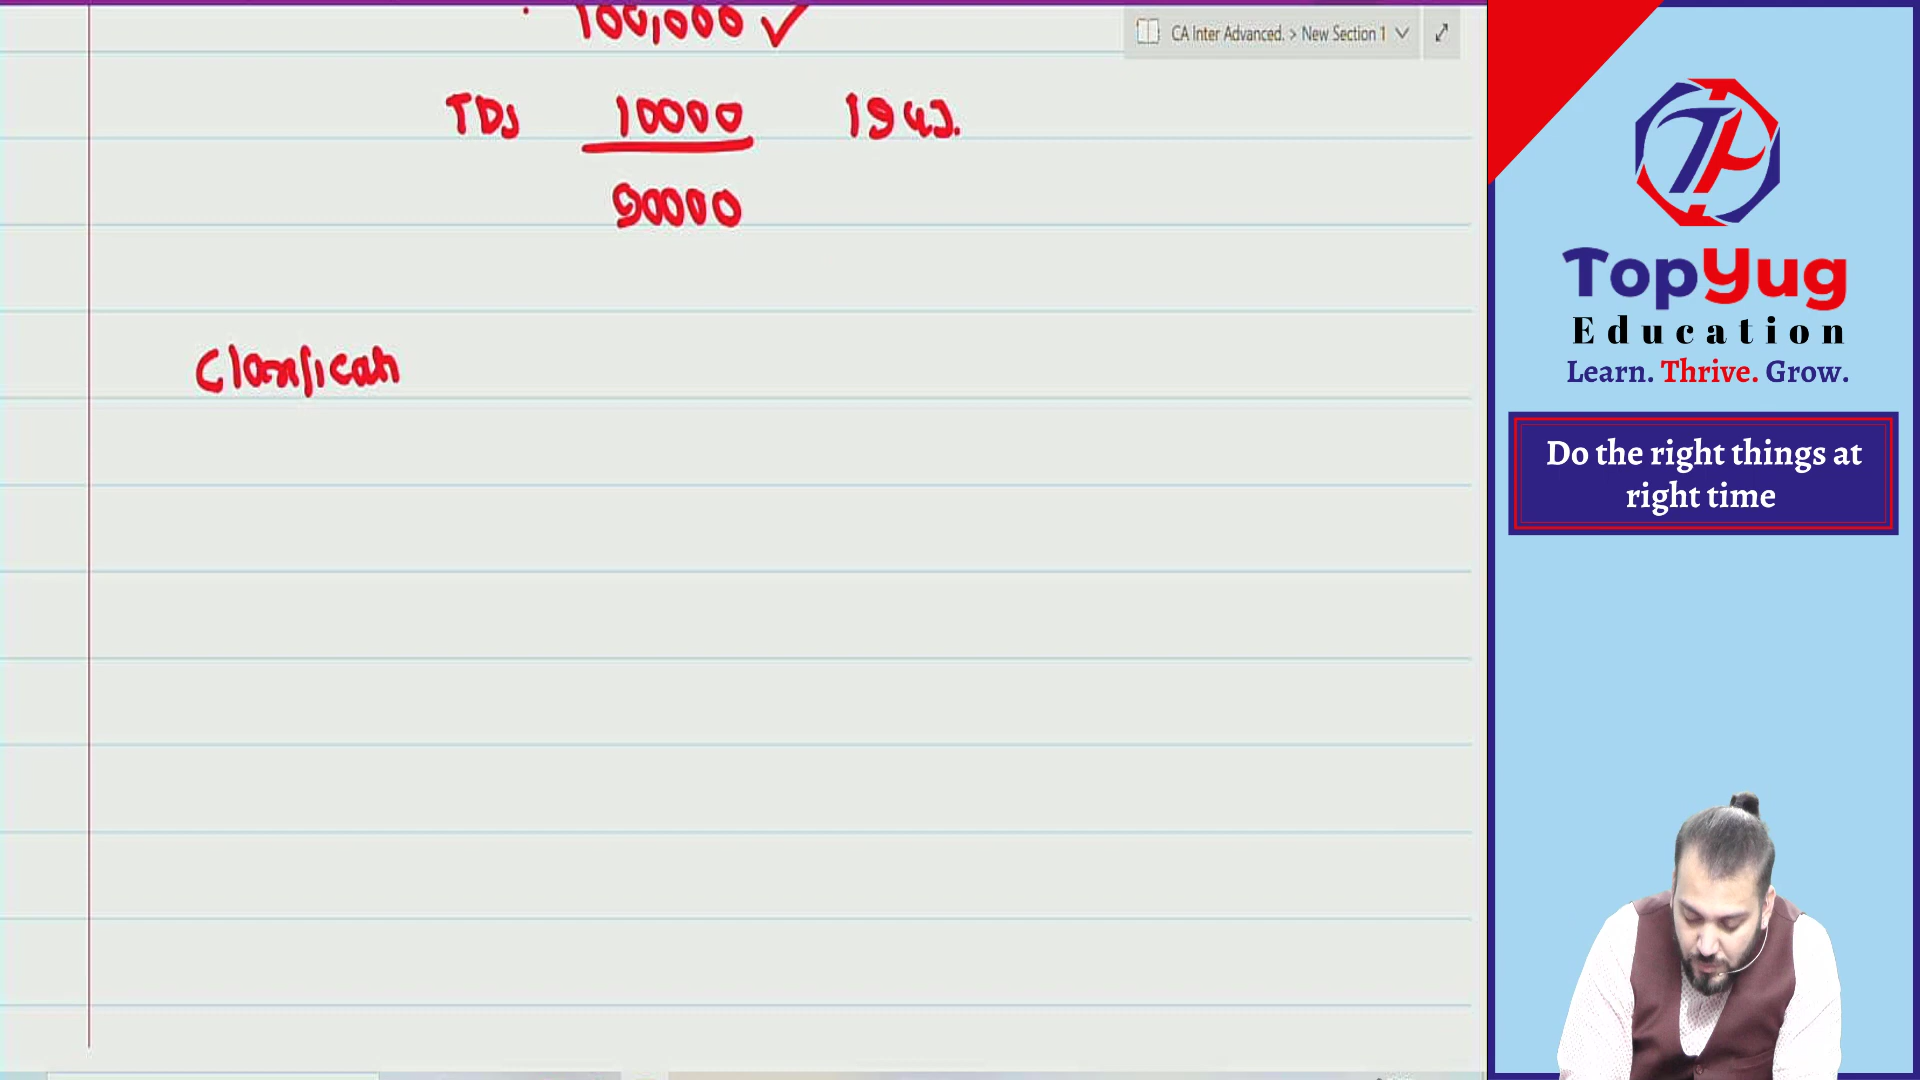 100,000 ✓
CA Inter Advanced. > New Section 1
TDS 10000 194J.
90000
Clarificatn
TopYug
Education
Learn. Thrive. Grow.
Do the right things at
right time